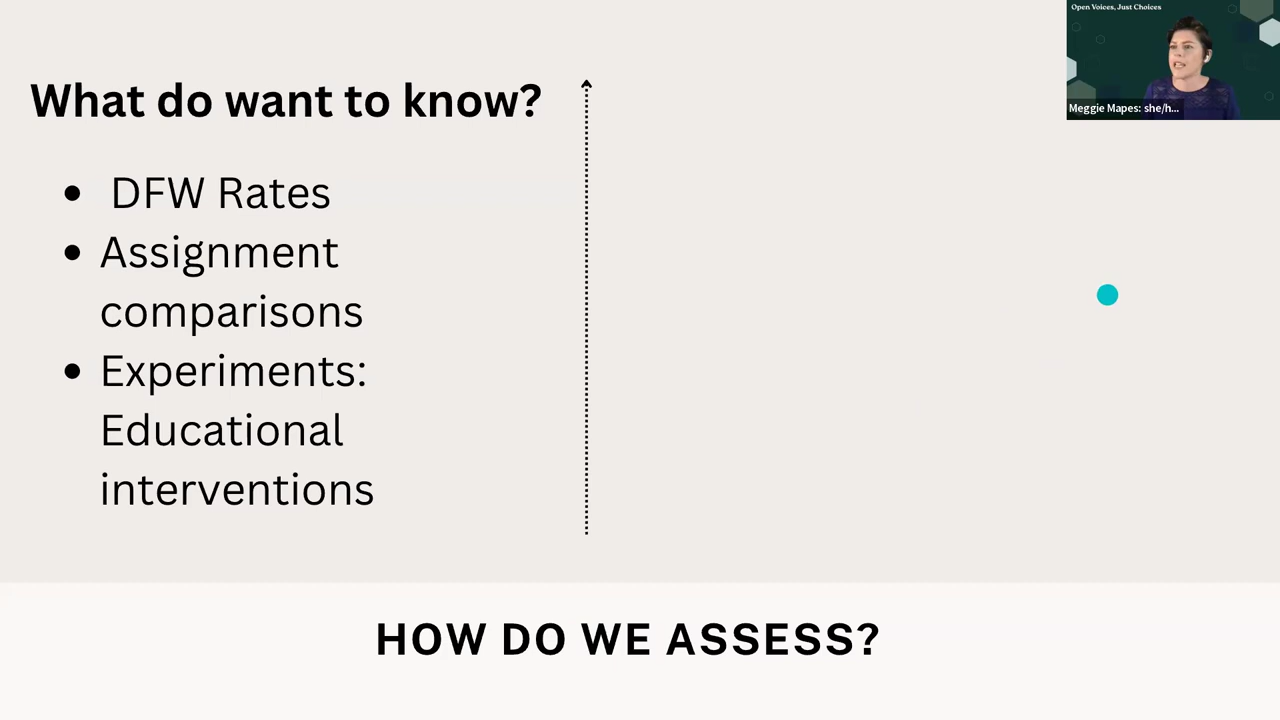 Open Voices, Just Choices
Meggie Mapes: she/h...
What do want to know?
DFW Rates
Assignment
comparisons
Experiments:
Educational
interventions
HOW DO WE ASSESS?